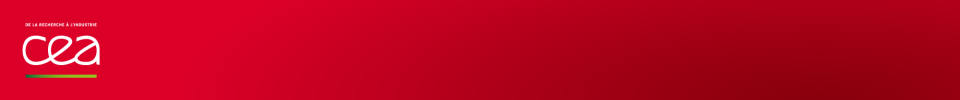 DE LA RECHERCHE À L'INDUSTRIE
cea